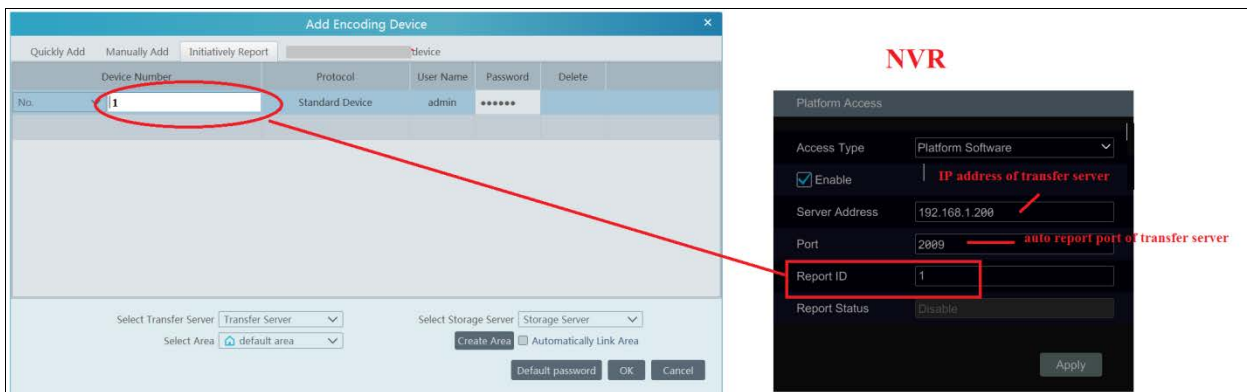 Add Encoding Device ×
Quickly Add Manually Add Initiatively Report device
Device Number Protocol User Name Password Delete
No. 1 Standard Device admin ●●●●●●
Select Transfer Server Transfer Server Select Storage Server Storage Server
Select Area default area Create Area Automatically Link Area
Default password OK Cancel
NVR
Platform Access
Access Type Platform Software
Enable IP address of transfer server
Server Address 192.168.1.200
Port 2009 auto report port of transfer server
Report ID 1
Report Status Disable
Apply